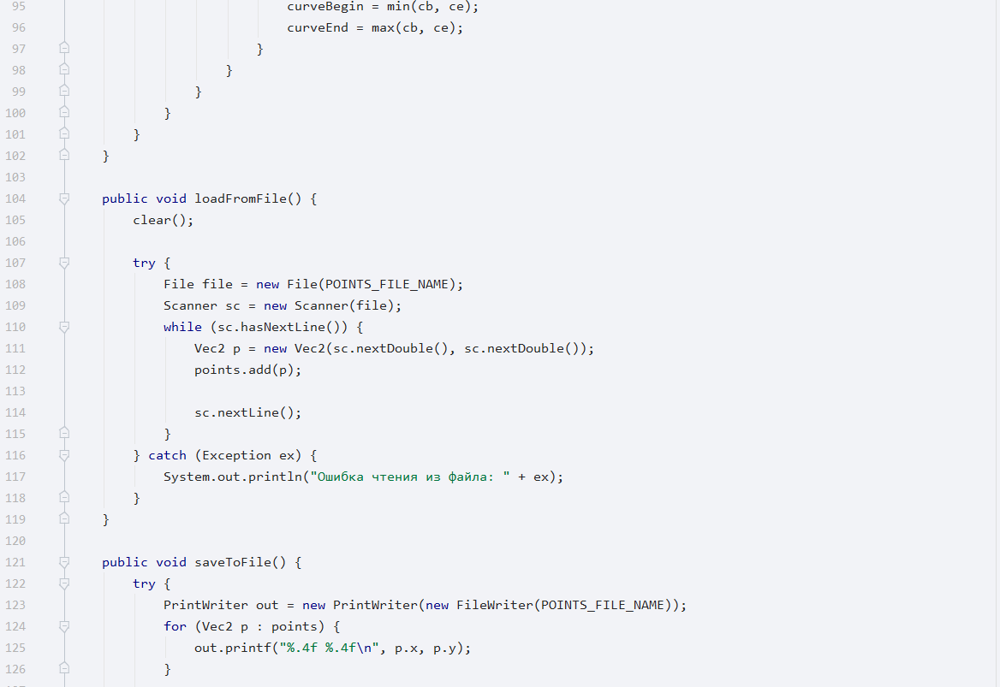 95 curveBegin = min(cb, ce);
96 curveEnd = max(cb, ce);
97 }
98 }
99 }
100 }
101 }
102 }
103
104 public void loadFromFile() {
105 clear();
106
107 try {
108 File file = new File(POINTS_FILE_NAME);
109 Scanner sc = new Scanner(file);
110 while (sc.hasNextLine()) {
111 Vec2 p = new Vec2(sc.nextDouble(), sc.nextDouble());
112 points.add(p);
113
114 sc.nextLine();
115 }
116 } catch (Exception ex) {
117 System.out.println("Ошибка чтения из файла: " + ex);
118 }
119 }
120
121 public void saveToFile() {
122 try {
123 PrintWriter out = new PrintWriter(new FileWriter(POINTS_FILE_NAME));
124 for (Vec2 p : points) {
125 out.printf("%.4f %.4f\n", p.x, p.y);
126 }